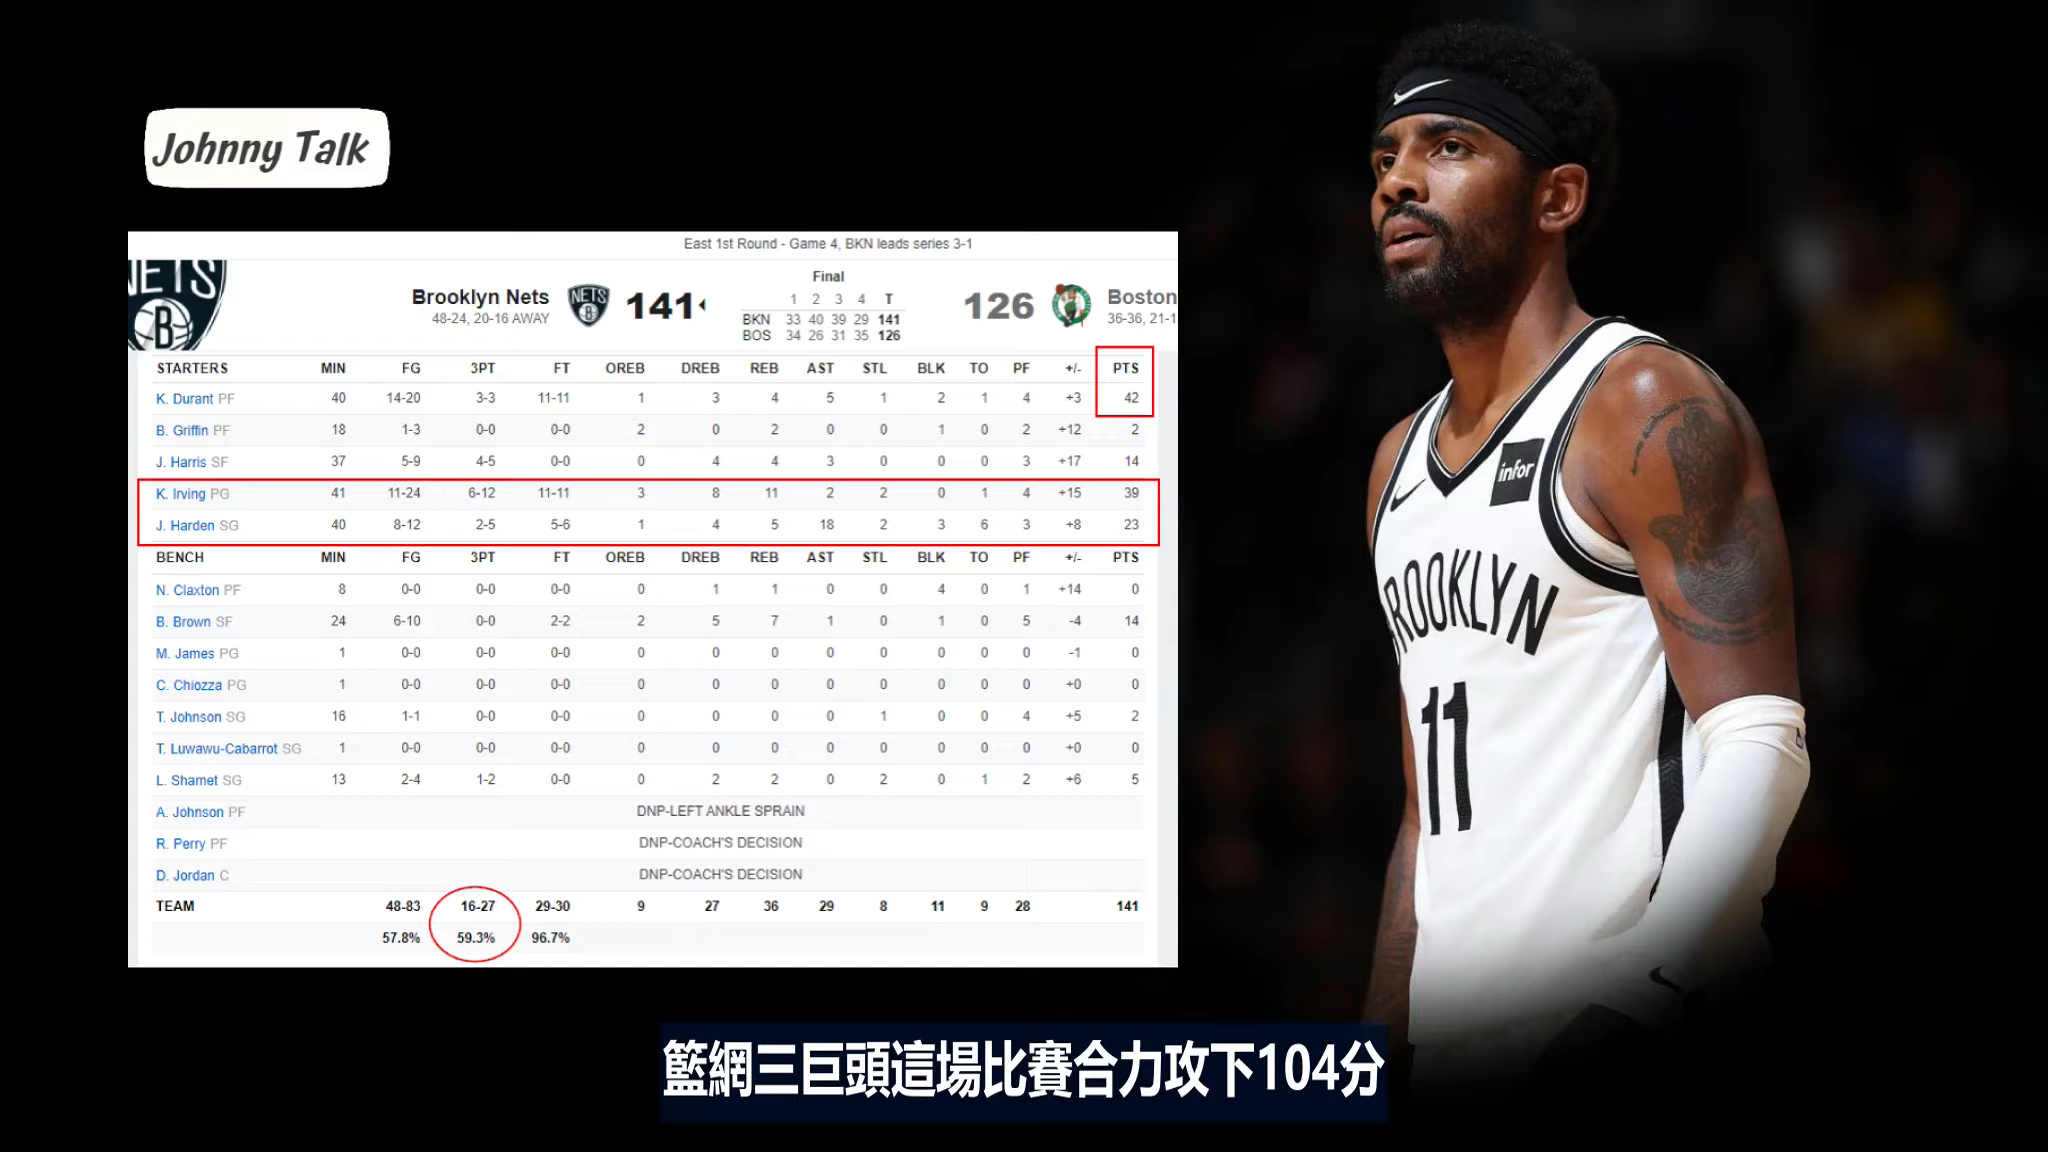 Johnny Talk
East 1st Round - Game 4, BKN leads series 3-1
NETS
B
Brooklyn Nets
48-24, 20-16 AWAY
NETS
B
141
Final
1 2 3 4 T
BKN 33 40 39 29 141
BOS 34 26 31 35 126
126
Boston
36-36, 21-1
STARTERS MIN FG 3PT FT OREB DREB REB AST STL BLK TO PF +/- PTS
K. Durant PF 40 14-20 3-3 11-11 1 3 4 5 1 2 1 4 +3 42
B. Griffin PF 18 1-3 0-0 0-0 2 0 2 0 0 1 0 2 +12 2
J. Harris SF 37 5-9 4-5 0-0 0 4 4 3 0 0 0 3 +17 14
K. Irving PG 41 11-24 6-12 11-11 3 8 11 2 2 0 1 4 +15 39
J. Harden SG 40 8-12 2-5 5-6 1 4 5 18 2 3 6 3 +8 23
BENCH MIN FG 3PT FT OREB DREB REB AST STL BLK TO PF +/- PTS
N. Claxton PF 8 0-0 0-0 0-0 0 1 1 0 0 4 0 1 +14 0
B. Brown SF 24 6-10 0-0 2-2 2 5 7 1 0 1 0 5 -4 14
M. James PG 1 0-0 0-0 0-0 0 0 0 0 0 0 0 0 -1 0
C. Chiozza PG 1 0-0 0-0 0-0 0 0 0 0 0 0 0 0 +0 0
T. Johnson SG 16 1-1 0-0 0-0 0 0 0 0 1 0 0 4 +5 2
T. Luwawu-Cabarrot SG 1 0-0 0-0 0-0 0 0 0 0 0 0 0 0 +0 0
L. Shamet SG 13 2-4 1-2 0-0 0 2 2 0 2 0 1 2 +6 5
A. Johnson PF DNP-LEFT ANKLE SPRAIN
R. Perry PF DNP-COACH'S DECISION
D. Jordan C DNP-COACH'S DECISION
TEAM 48-83 16-27 29-30 9 27 36 29 8 11 9 28 141
57.8% 59.3% 96.7%
infor
BROOKLYN
11
籃網三巨頭這場比賽合力攻下104分